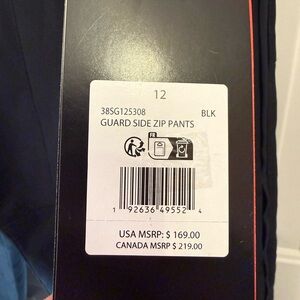 12
38SG125308 BLK
GUARD SIDE ZIP PANTS
FR
1 92636 49552 4
USA MSRP: $ 169.00
CANADA MSRP $ 219.00